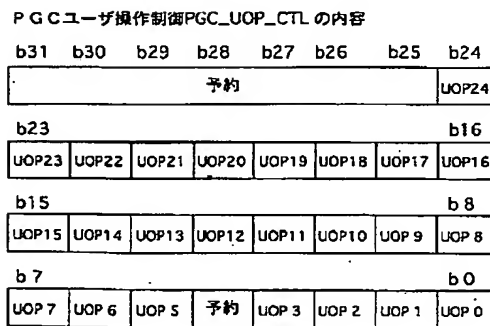 PGCユーザ操作制御PGC_UOP_CTL の内容
b31 b30 b29 b28 b27 b26 b25 b24
予約 UOP24
b23 b16
UOP23 UOP22 UOP21 UOP20 UOP19 UOP18 UOP17 UOP16
b15 b8
UOP15 UOP14 UOP13 UOP12 UOP11 UOP10 UOP9 UOP8
b7 b0
UOP7 UOP6 UOP5 予約 UOP3 UOP2 UOP1 UOP0